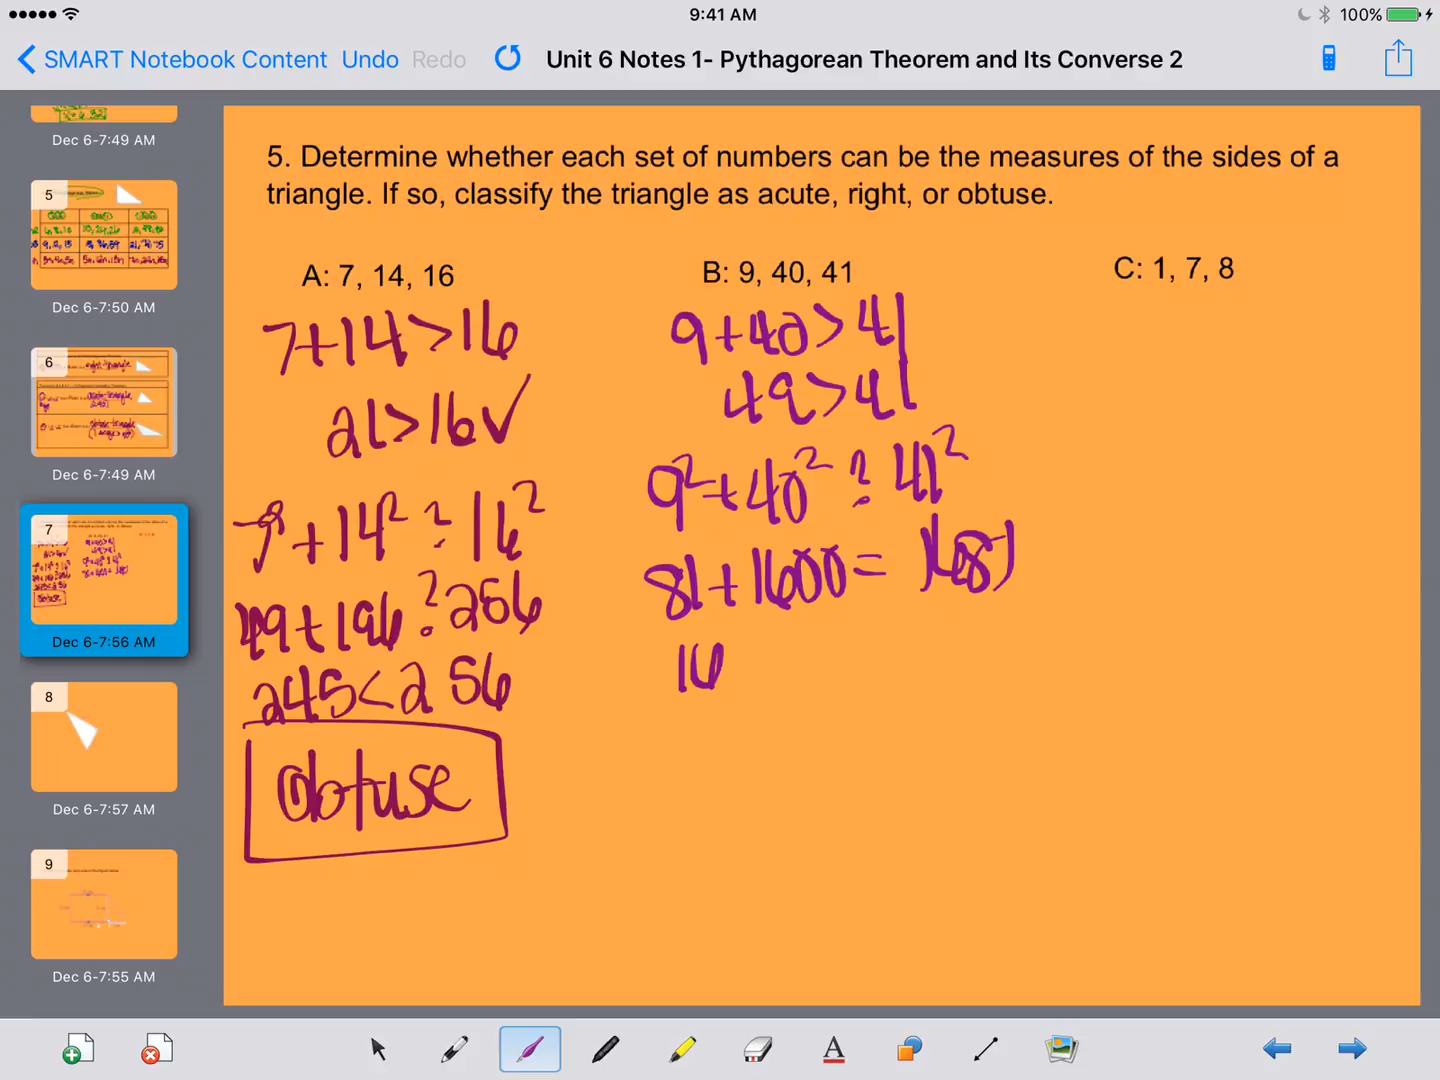 9:41 AM
100%
SMART Notebook Content Undo Redo Unit 6 Notes 1- Pythagorean Theorem and Its Converse 2
Dec 6-7:49 AM
5
Dec 6-7:50 AM
6
Dec 6-7:49 AM
7
Dec 6-7:56 AM
8
Dec 6-7:57 AM
9
Dec 6-7:55 AM
5. Determine whether each set of numbers can be the measures of the sides of a
triangle. If so, classify the triangle as acute, right, or obtuse.
A: 7, 14, 16
7+14>16
21>16✓
7²+14² ? 16²
49+196 ? 256
245<256
Obtuse
B: 9, 40, 41
9+40>41
49>41
9²+40² ? 41²
81+1600= 1681
16
C: 1, 7, 8
A